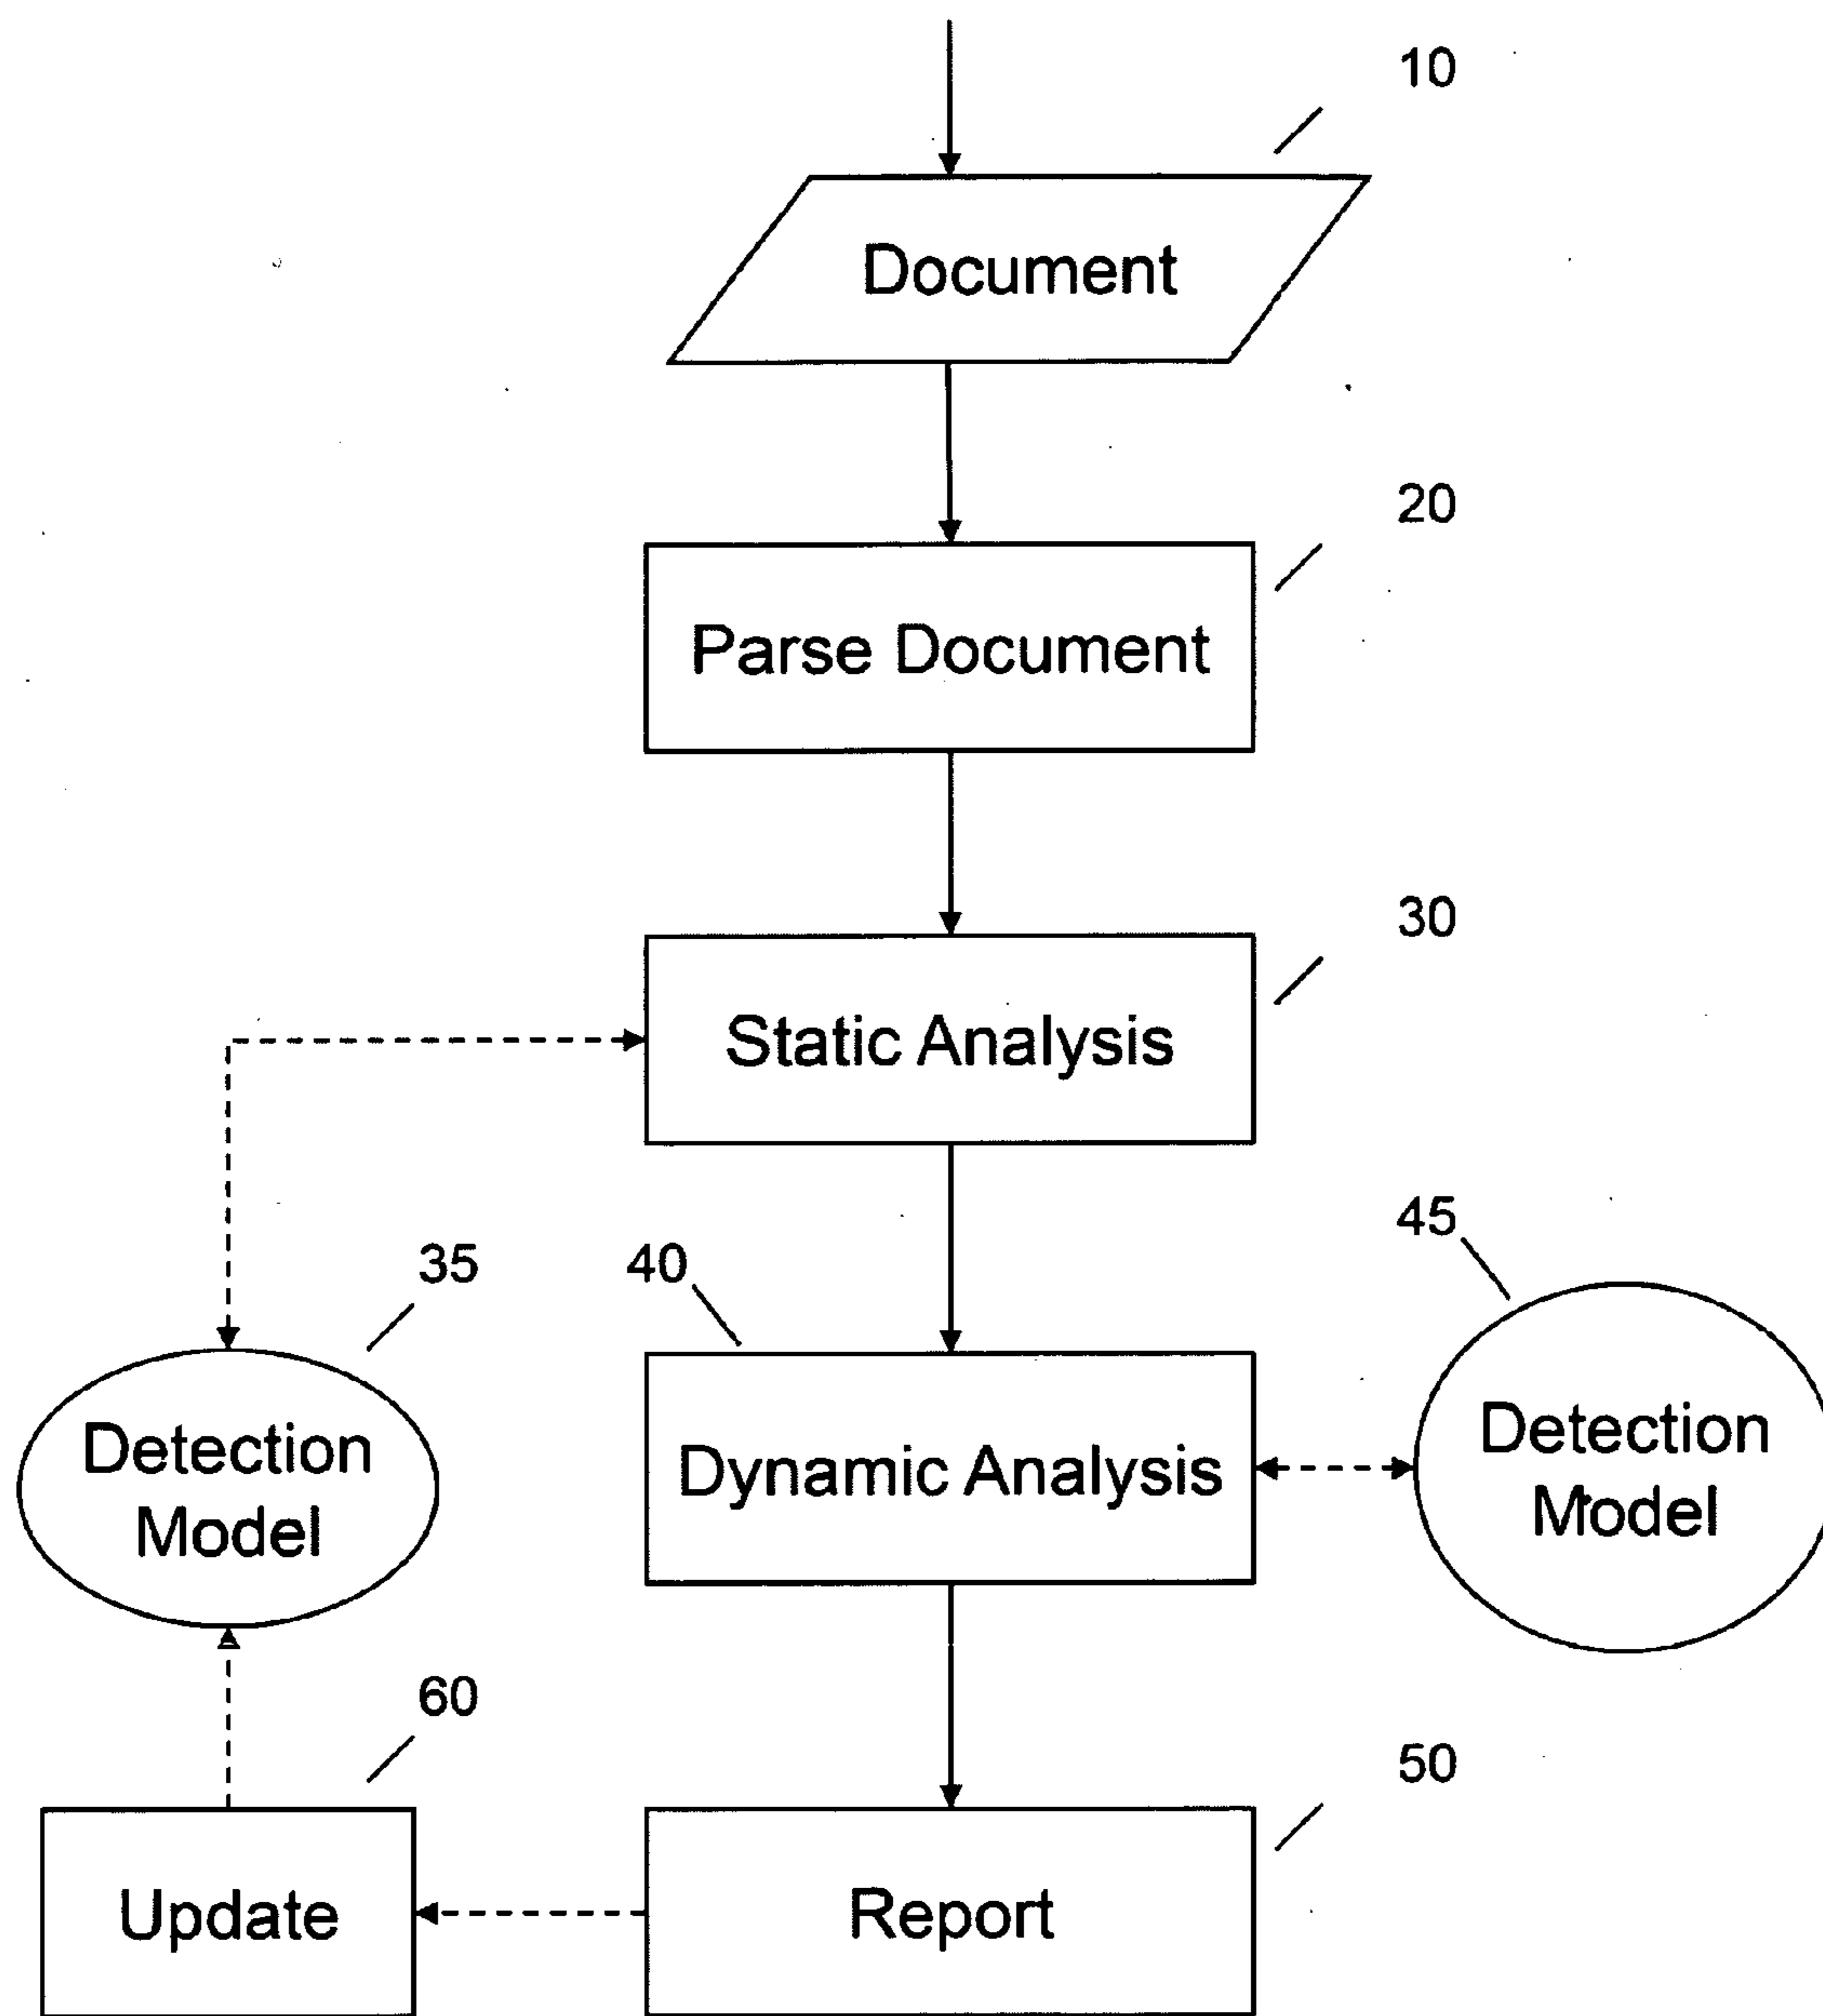 10
Document
20
Parse Document
30
Static Analysis
35
40
45
Detection
Model
Dynamic Analysis
Detection
Model
60
50
Update
Report